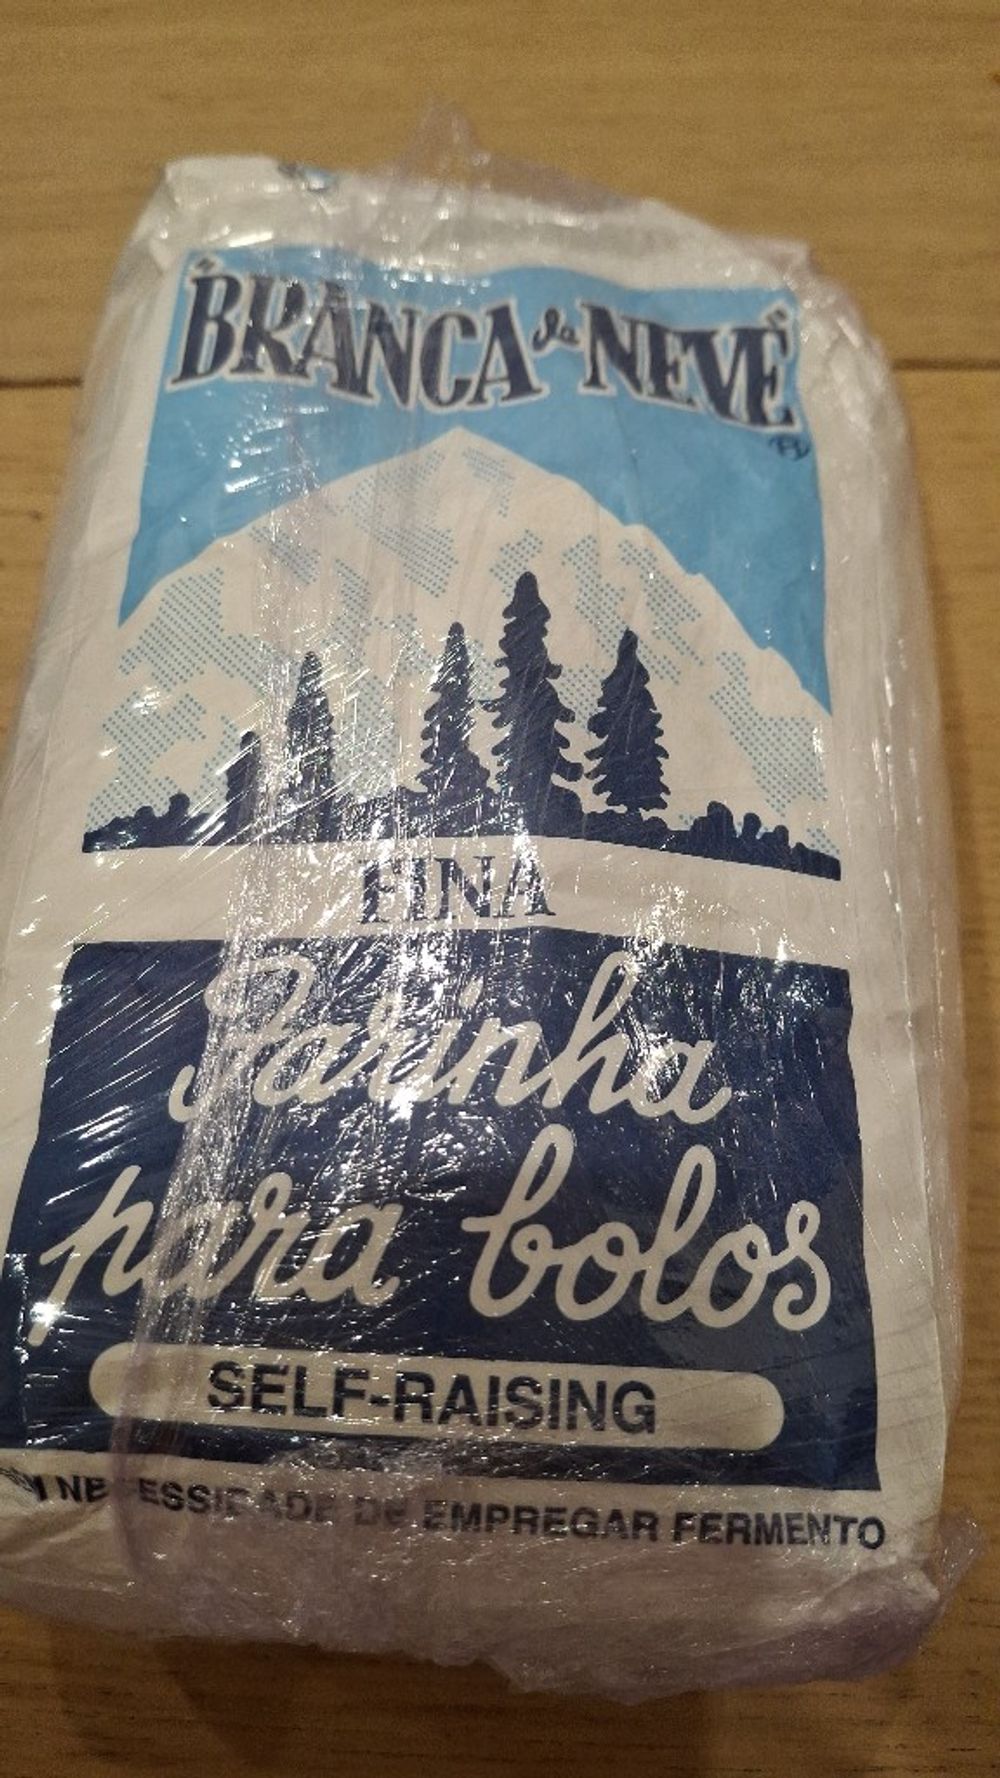 "BRANCA de NEVE"
FINA
Farinha
para bolos
SELF-RAISING
NECESSIDADE DE EMPREGAR FERMENTO